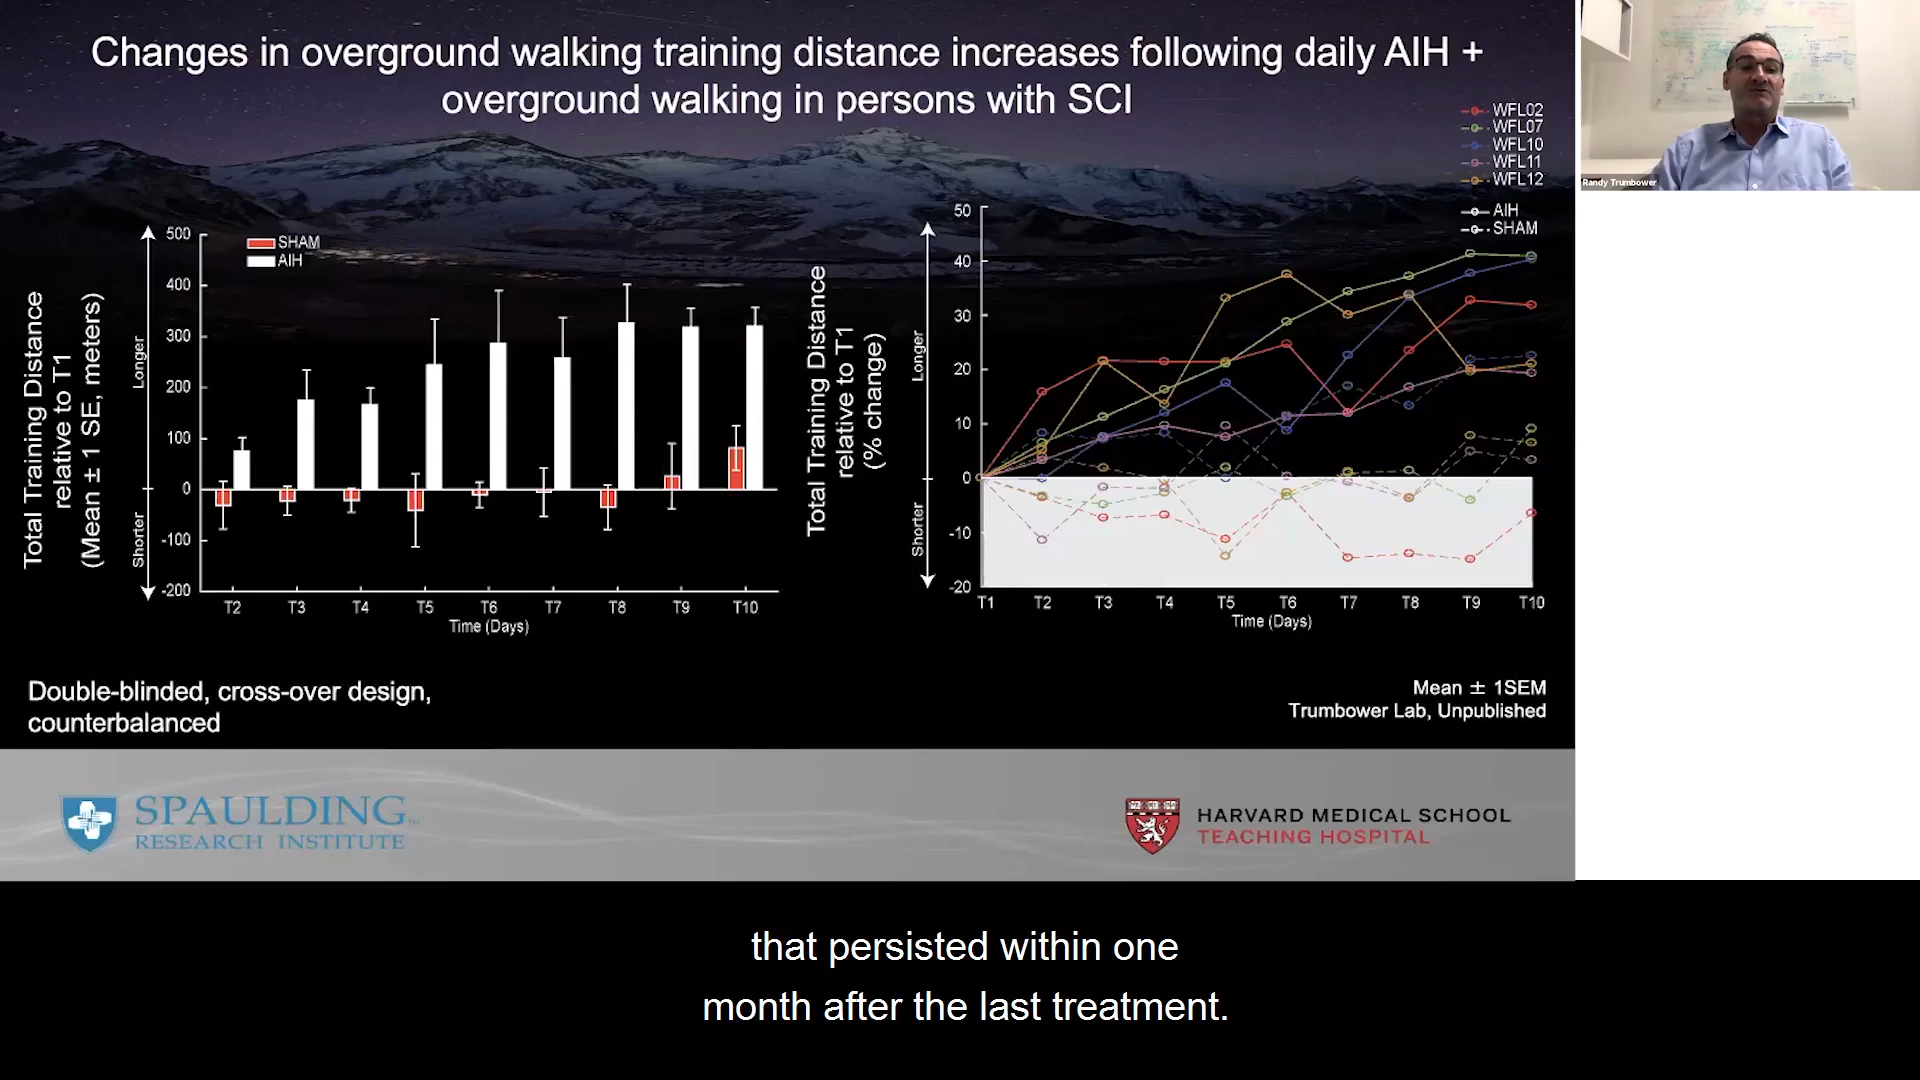 Changes in overground walking training distance increases following daily AIH +
overground walking in persons with SCI
Total Training Distance
relative to T1
(Mean ± 1 SE, meters)
Longer
Shorter
500
400
300
200
100
0
-100
-200
SHAM
AIH
T2 T3 T4 T5 T6 T7 T8 T9 T10
Time (Days)
Total Training Distance
relative to T1
(% change)
Longer
Shorter
50
40
30
20
10
0
-10
-20
WFL02
WFL07
WFL10
WFL11
WFL12
AIH
SHAM
T1 T2 T3 T4 T5 T6 T7 T8 T9 T10
Time (Days)
Double-blinded, cross-over design,
counterbalanced
Mean ± 1SEM
Trumbower Lab, Unpublished
SPAULDING
RESEARCH INSTITUTE
HARVARD MEDICAL SCHOOL
TEACHING HOSPITAL
Randy Trumbower
that persisted within one
month after the last treatment.